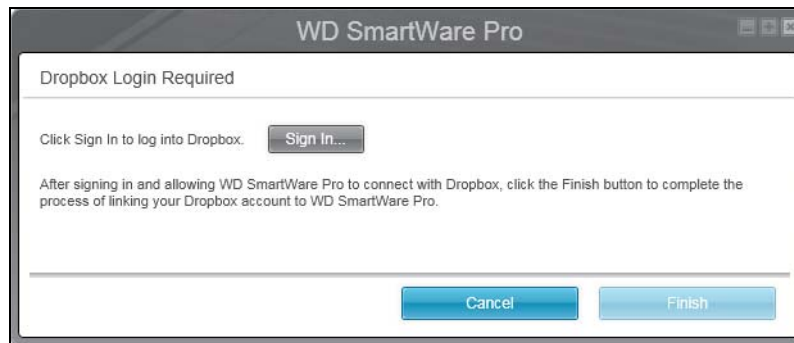 WD SmartWare Pro
Dropbox Login Required
Click Sign In to log into Dropbox.
Sign In...
After signing in and allowing WD SmartWare Pro to connect with Dropbox, click the Finish button to complete the
process of linking your Dropbox account to WD SmartWare Pro.
Cancel
Finish